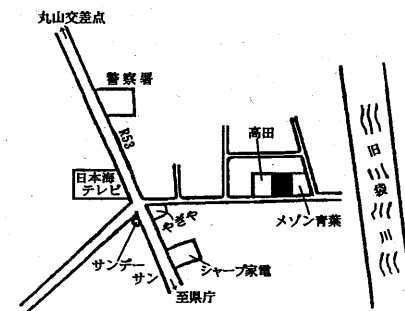 丸山交差点
警察署
R53
高田
日本海
テレビ
やぎや
メゾン青葉
旧袋川
サンデー
サン
シャープ家電
至県庁